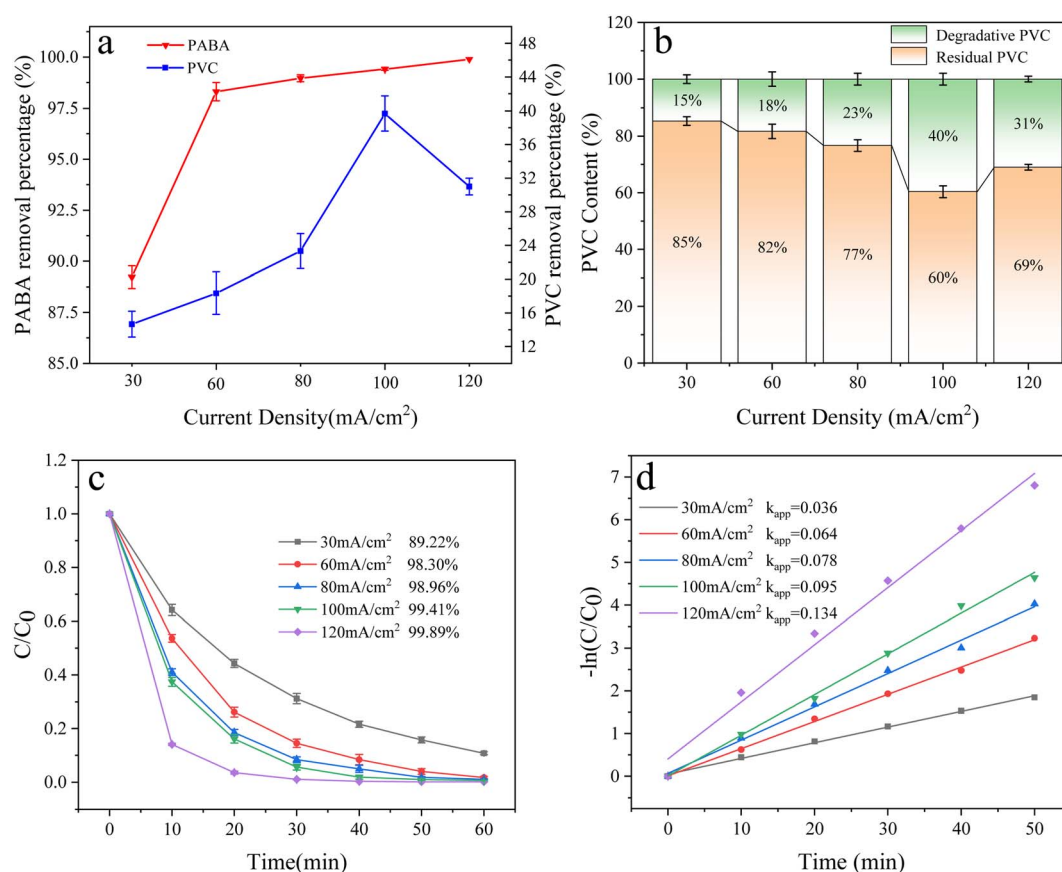 a
PABA
PVC
PABA removal percentage (%)
100.0
97.5
95.0
92.5
90.0
87.5
85.0
PVC removal percentage (%)
48
44
40
36
32
28
24
20
16
12
30
60
80
100
120
Current Density(mA/cm²)
b
Degradative PVC
Residual PVC
PVC Content (%)
120
100
80
60
40
20
0
15%
18%
23%
40%
31%
85%
82%
77%
60%
69%
30
60
80
100
120
Current Density (mA/cm²)
c
C/C₀
1.2
1.0
0.8
0.6
0.4
0.2
0.0
30mA/cm² 89.22%
60mA/cm² 98.30%
80mA/cm² 98.96%
100mA/cm² 99.41%
120mA/cm² 99.89%
0
10
20
30
40
50
60
Time(min)
d
-ln(C/C₀)
7
6
5
4
3
2
1
0
30mA/cm² kapp=0.036
60mA/cm² kapp=0.064
80mA/cm² kapp=0.078
100mA/cm² kapp=0.095
120mA/cm² kapp=0.134
0
10
20
30
40
50
Time (min)